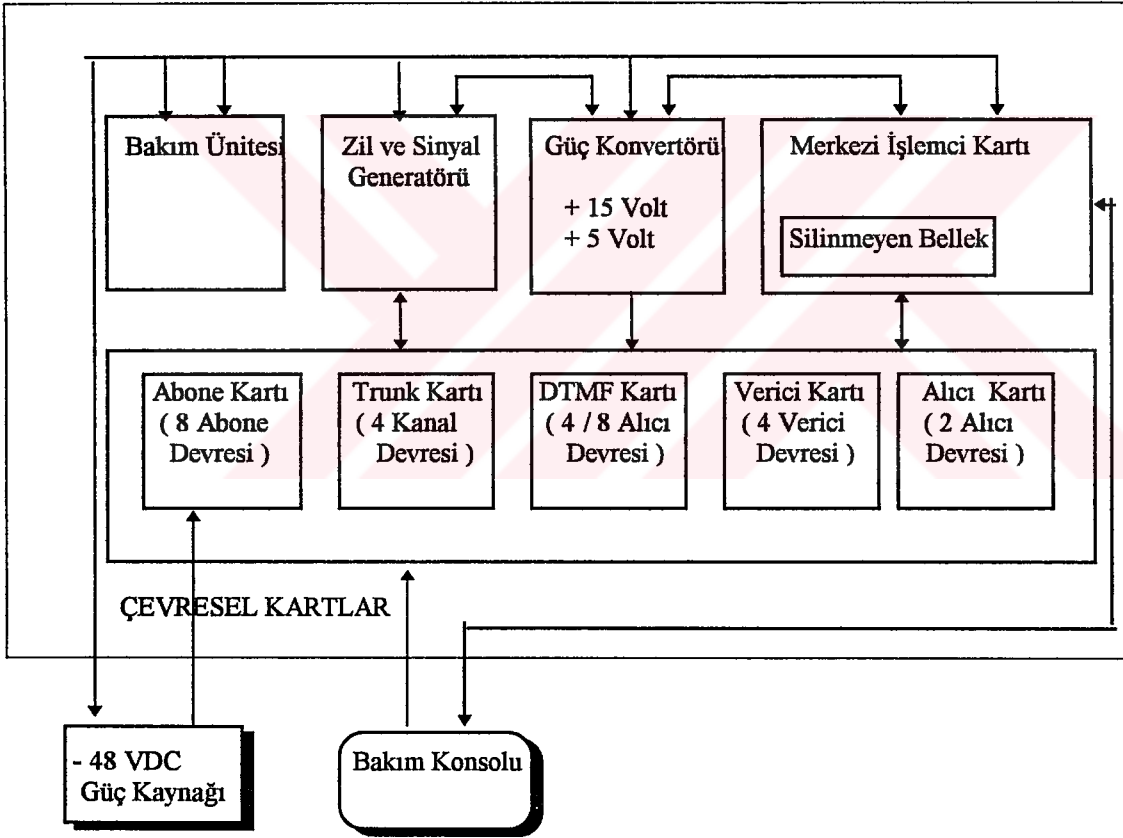 Bakım Ünitesi
Zil ve Sinyal
Generatörü
Güç Konvertörü
+ 15 Volt
+ 5 Volt
Merkezi İşlemci Kartı
Silinmeyen Bellek
Abone Kartı
( 8 Abone
Devresi )
Trunk Kartı
( 4 Kanal
Devresi )
DTMF Kartı
( 4 / 8 Alıcı
Devresi )
Verici Kartı
( 4 Verici
Devresi )
Alıcı Kartı
( 2 Alıcı
Devresi )
ÇEVRESEL KARTLAR
- 48 VDC
Güç Kaynağı
Bakım Konsolu